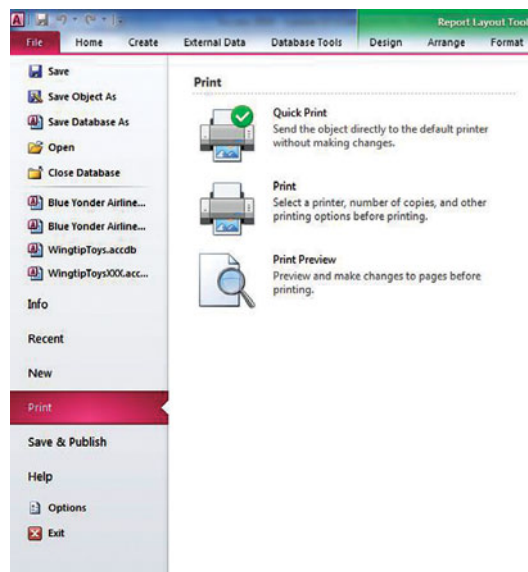 Report Layout Tool
File Home Create External Data Database Tools Design Arrange Format
Save
Save Object As
Save Database As
Open
Close Database
Blue Yonder Airline...
Blue Yonder Airline...
WingtipToys.accdb
WingtipToysXXX.acc...
Info
Recent
New
Print
Save & Publish
Help
Options
Exit
Print
Quick Print
Send the object directly to the default printer
without making changes.
Print
Select a printer, number of copies, and other
printing options before printing.
Print Preview
Preview and make changes to pages before
printing.